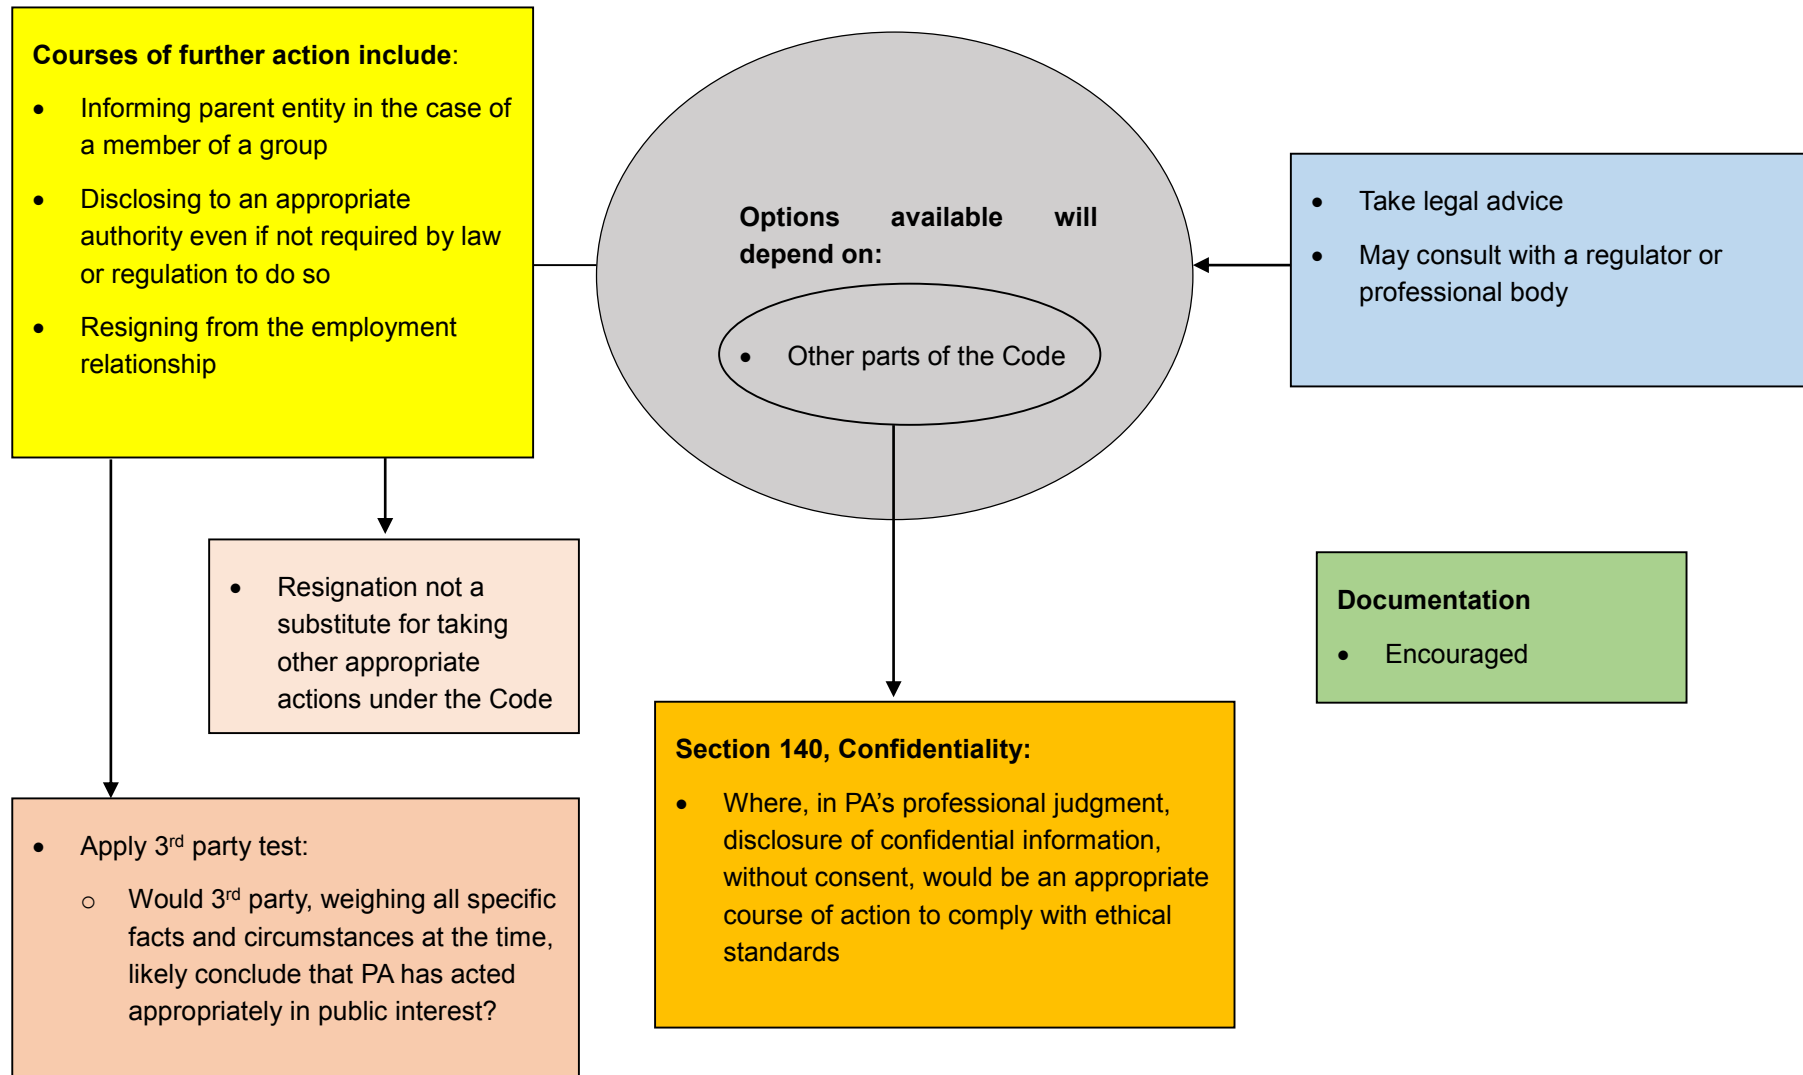 Courses of further action include:
• Informing parent entity in the case of
a member of a group
• Disclosing to an appropriate
authority even if not required by law
or regulation to do so
• Resigning from the employment
relationship
Options available will
depend on:
• Other parts of the Code
• Take legal advice
• May consult with a regulator or
professional body
• Resignation not a
substitute for taking
other appropriate
actions under the Code
Documentation
• Encouraged
• Apply 3rd party test:
o Would 3rd party, weighing all specific
facts and circumstances at the time,
likely conclude that PA has acted
appropriately in public interest?
Section 140, Confidentiality:
• Where, in PA’s professional judgment,
disclosure of confidential information,
without consent, would be an appropriate
course of action to comply with ethical
standards